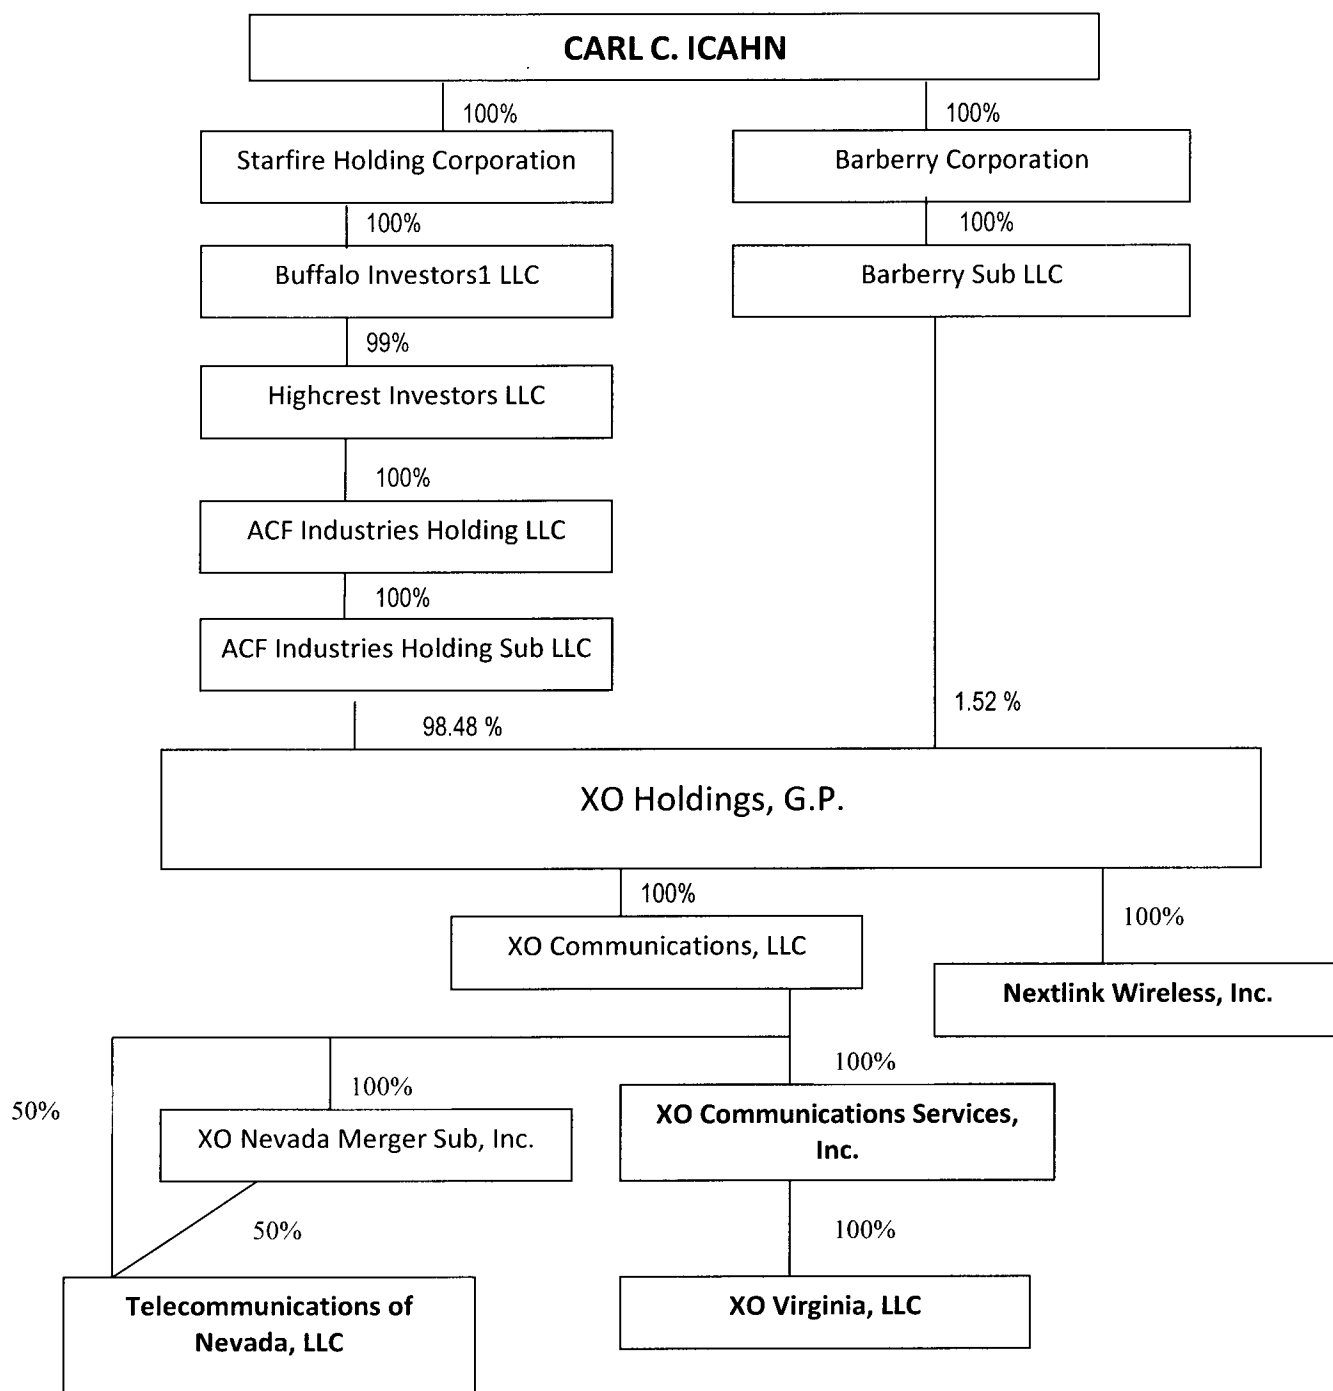 CARL C. ICAHN
100%
100%
Starfire Holding Corporation
Barberry Corporation
100%
100%
Buffalo Investors1 LLC
Barberry Sub LLC
99%
Highcrest Investors LLC
100%
ACF Industries Holding LLC
100%
ACF Industries Holding Sub LLC
98.48 %
1.52 %
XO Holdings, G.P.
100%
100%
XO Communications, LLC
Nextlink Wireless, Inc.
50%
100%
100%
XO Nevada Merger Sub, Inc.
XO Communications Services,
Inc.
50%
100%
Telecommunications of
Nevada, LLC
XO Virginia, LLC